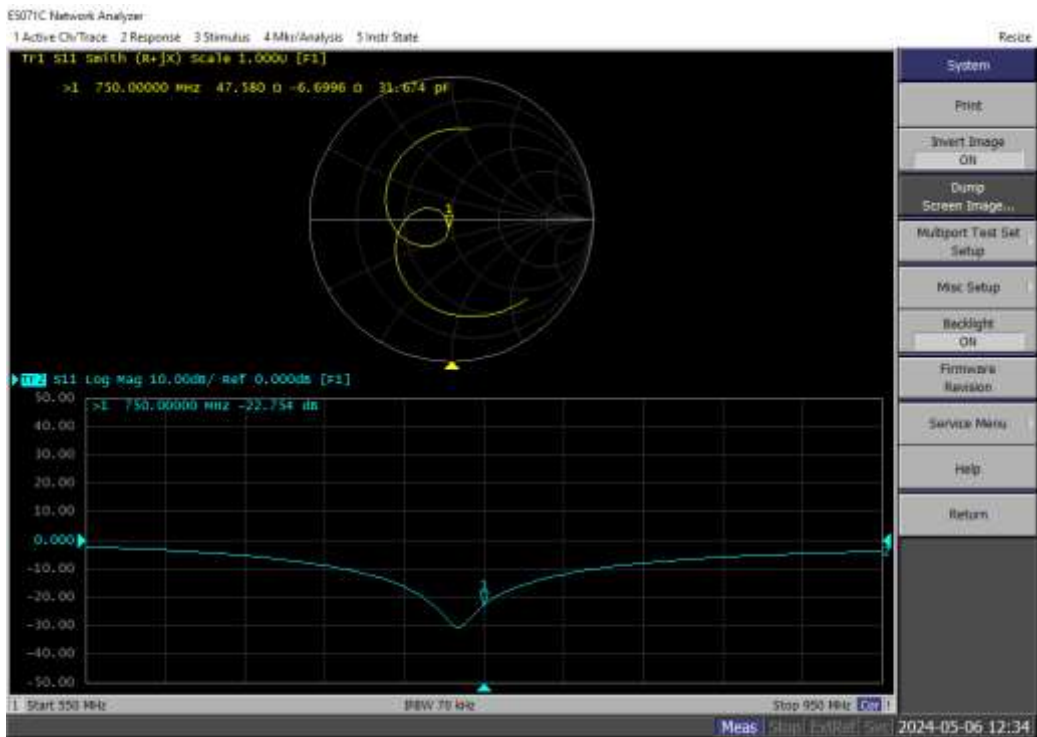 E5071C Network Analyzer
1 Active Ch/Trace 2 Response 3 Stimulus 4 Mkr/Analysis 5 Instr State
Resize
Tr1 S11 Smith (R+jX) Scale 1.000U [F1]
>1 750.00000 MHz 47.580 Ω -6.6996 Ω 31.674 pF
1
Tr2 S11 Log Mag 10.00dB/ Ref 0.000dB [F1]
50.00
>1 750.00000 MHz -22.754 dB
40.00
30.00
20.00
10.00
0.000
-10.00
-20.00
-30.00
-40.00
-50.00
1
1 Start 550 MHz
IFBW 70 kHz
Stop 950 MHz Cor !
System
Print
Invert Image
ON
Dump
Screen Image...
Multiport Test Set
Setup
Misc Setup
Backlight
ON
Firmware
Revision
Service Menu
Help
Return
Meas Stop ExtRef Svc 2024-05-06 12:34